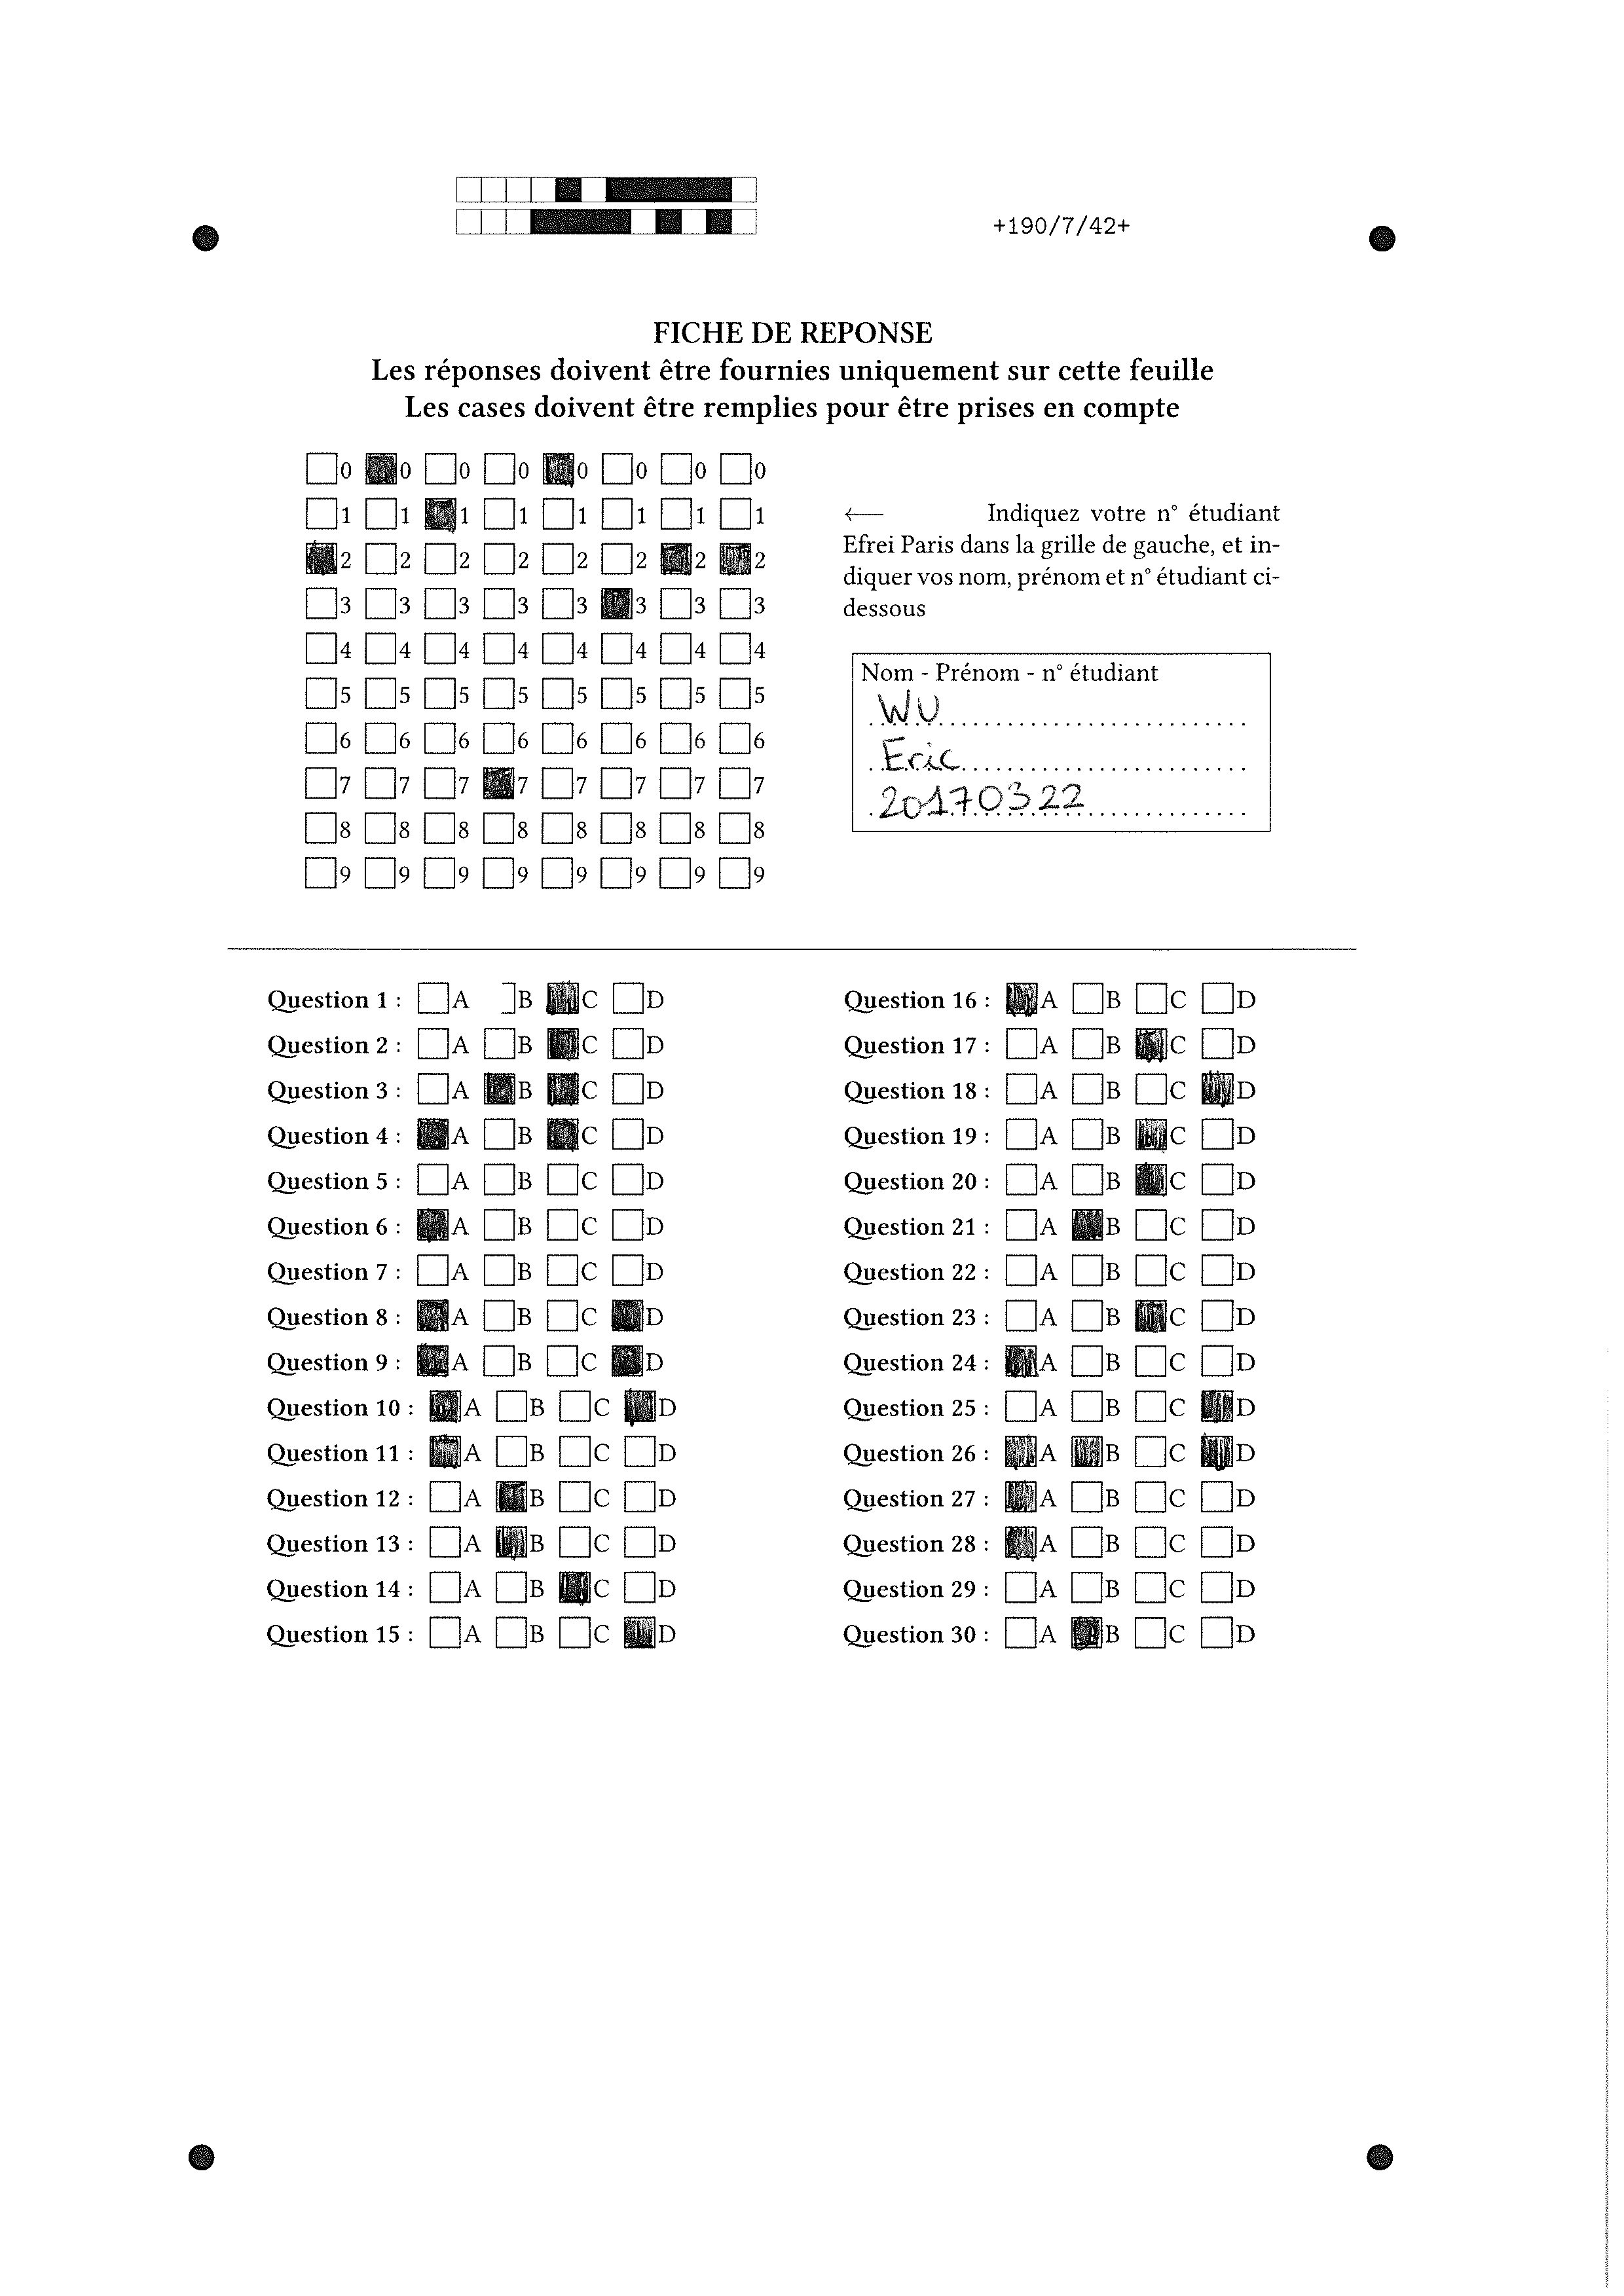 +190/7/42+
FICHE DE REPONSE
Les réponses doivent être fournies uniquement sur cette feuille
Les cases doivent être remplies pour être prises en compte
0 0 0 0 0 0 0 0
1 1 1 1 1 1 1 1
2 2 2 2 2 2 2 2
3 3 3 3 3 3 3 3
4 4 4 4 4 4 4 4
5 5 5 5 5 5 5 5
6 6 6 6 6 6 6 6
7 7 7 7 7 7 7 7
8 8 8 8 8 8 8 8
9 9 9 9 9 9 9 9
← Indiquez votre n° étudiant
Efrei Paris dans la grille de gauche, et in-
diquer vos nom, prénom et n° étudiant ci-
dessous
Nom - Prénom - n° étudiant
WU
Eric
20170322
Question 1 : A B C D
Question 2 : A B C D
Question 3 : A B C D
Question 4 : A B C D
Question 5 : A B C D
Question 6 : A B C D
Question 7 : A B C D
Question 8 : A B C D
Question 9 : A B C D
Question 10 : A B C D
Question 11 : A B C D
Question 12 : A B C D
Question 13 : A B C D
Question 14 : A B C D
Question 15 : A B C D
Question 16 : A B C D
Question 17 : A B C D
Question 18 : A B C D
Question 19 : A B C D
Question 20 : A B C D
Question 21 : A B C D
Question 22 : A B C D
Question 23 : A B C D
Question 24 : A B C D
Question 25 : A B C D
Question 26 : A B C D
Question 27 : A B C D
Question 28 : A B C D
Question 29 : A B C D
Question 30 : A B C D